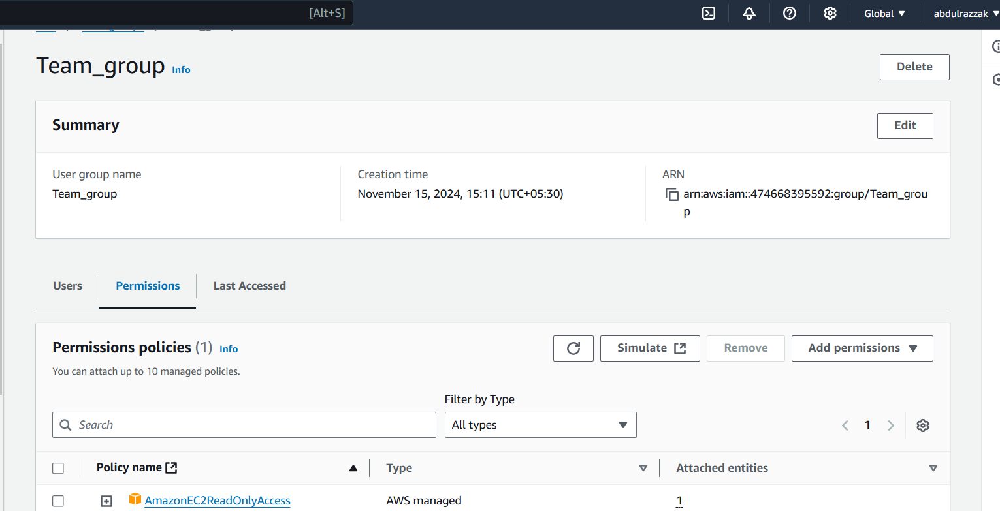 [Alt+S]
Global
abdulrazzak
Team_group Info
Delete
Summary
Edit
User group name
Team_group
Creation time
November 15, 2024, 15:11 (UTC+05:30)
ARN
arn:aws:iam::474668395592:group/Team_grou
p
Users
Permissions
Last Accessed
Permissions policies (1) Info
Simulate
Remove
Add permissions
You can attach up to 10 managed policies.
Filter by Type
Search
All types
1
Policy name
Type
Attached entities
AmazonEC2ReadOnlyAccess
AWS managed
1